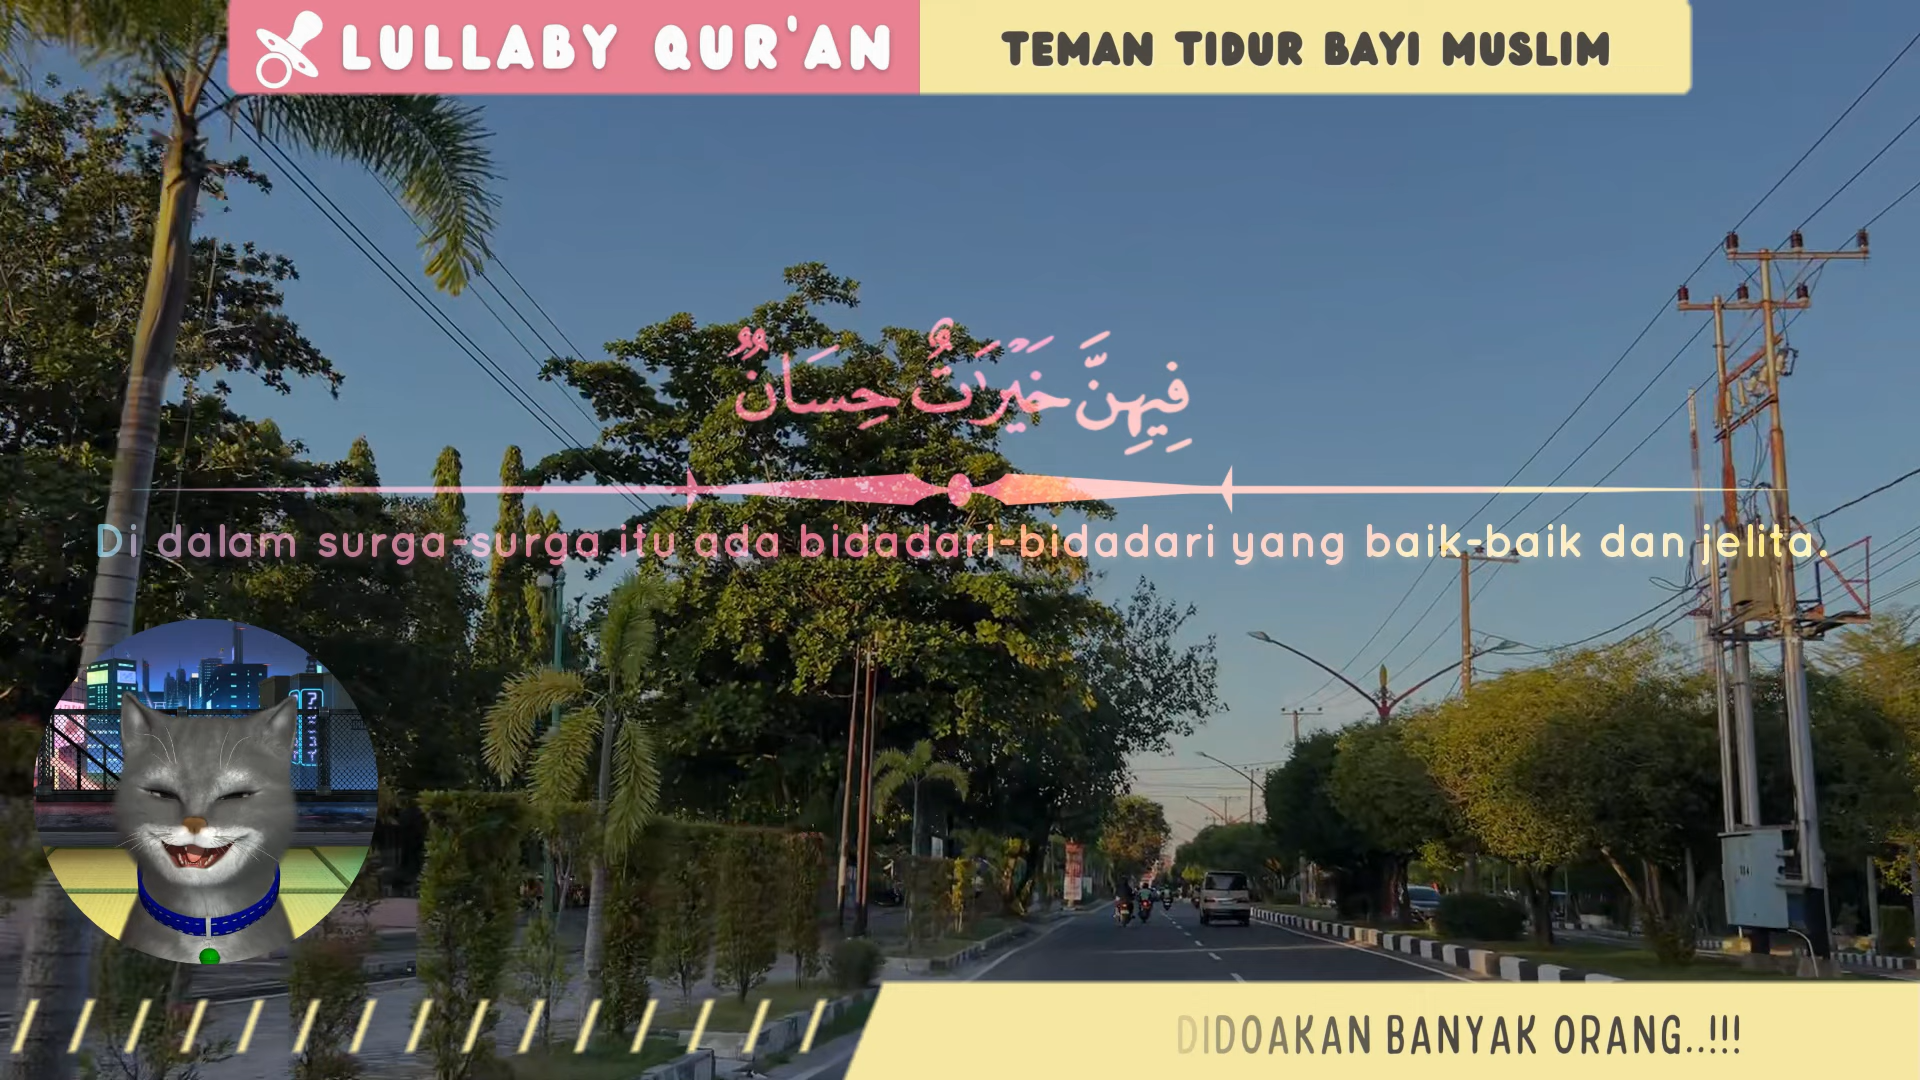 LULLABY QUR'AN
TEMAN TIDUR BAYI MUSLIM
فِيهِنَّ خَيْرَٰتٌ حِسَانٌ
Di dalam surga-surga itu ada bidadari-bidadari yang baik-baik dan jelita.
DIDOAKAN BANYAK ORANG..!!!